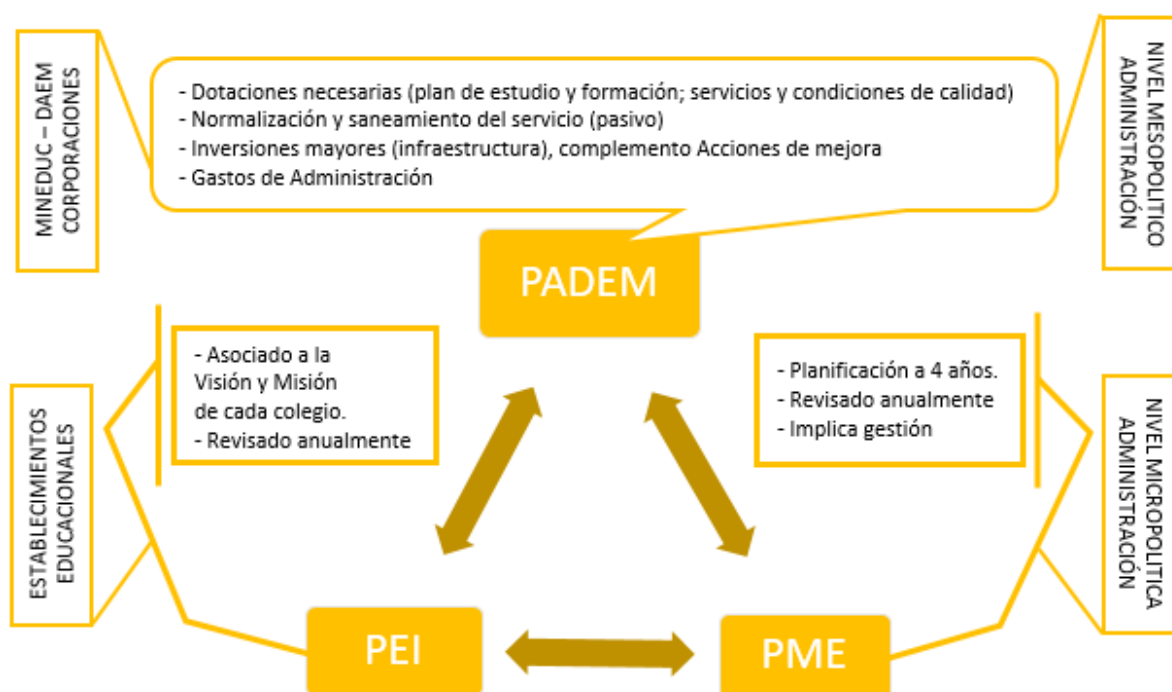 MINEDUC – DAEM
CORPORACIONES
- Dotaciones necesarias (plan de estudio y formación; servicios y condiciones de calidad)
- Normalización y saneamiento del servicio (pasivo)
- Inversiones mayores (infraestructura), complemento Acciones de mejora
- Gastos de Administración
NIVEL MESOPOLITICO
ADMINISTRACIÓN
PADEM
ESTABLECIMIENTOS
EDUCACIONALES
- Asociado a la
Visión y Misión
de cada colegio.
- Revisado anualmente
- Planificación a 4 años.
- Revisado anualmente
- Implica gestión
NIVEL MICROPOLITICA
ADMINISTRACIÓN
PEI
PME